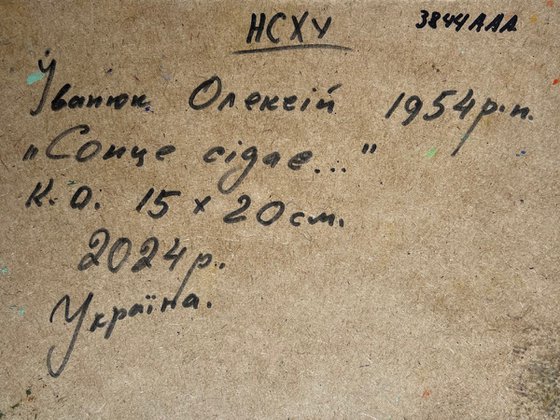 НСХУ 3844ААА
Іванюк Олексій 1954р.н.
„Сонце сідає..."
К.О. 15 х 20см.
2024р.
Україна.